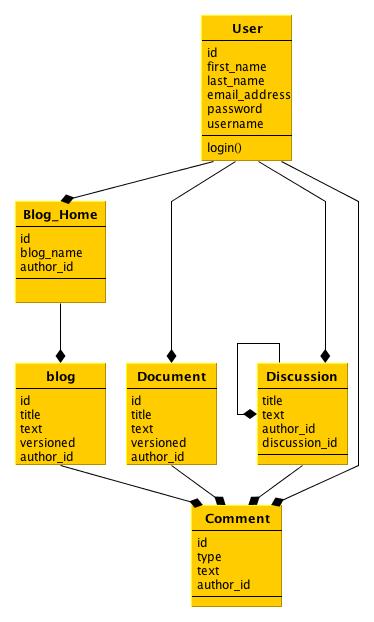 User
id
first_name
last_name
email_address
password
username
login()
Blog_Home
id
blog_name
author_id
blog
id
title
text
versioned
author_id
Document
id
title
text
versioned
author_id
Discussion
title
text
author_id
discussion_id
Comment
id
type
text
author_id